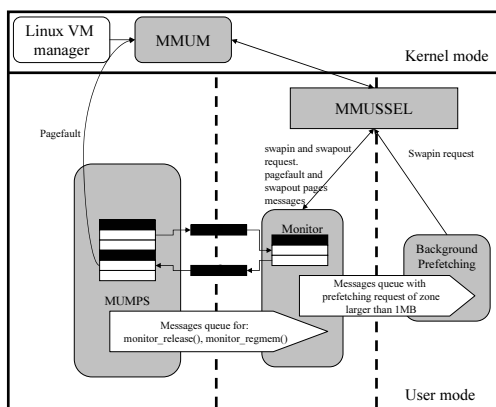 Linux VM
manager
MMUM
Kernel mode
MMUSSEL
Pagefault
swapin and swapout
request.
pagefault and
swapout pages
messages
Swapin request
Monitor
Background
Prefetching
MUMPS
Messages queue with
prefetching request of zone
larger than 1MB
Messages queue for:
monitor_release(), monitor_regmem()
User mode